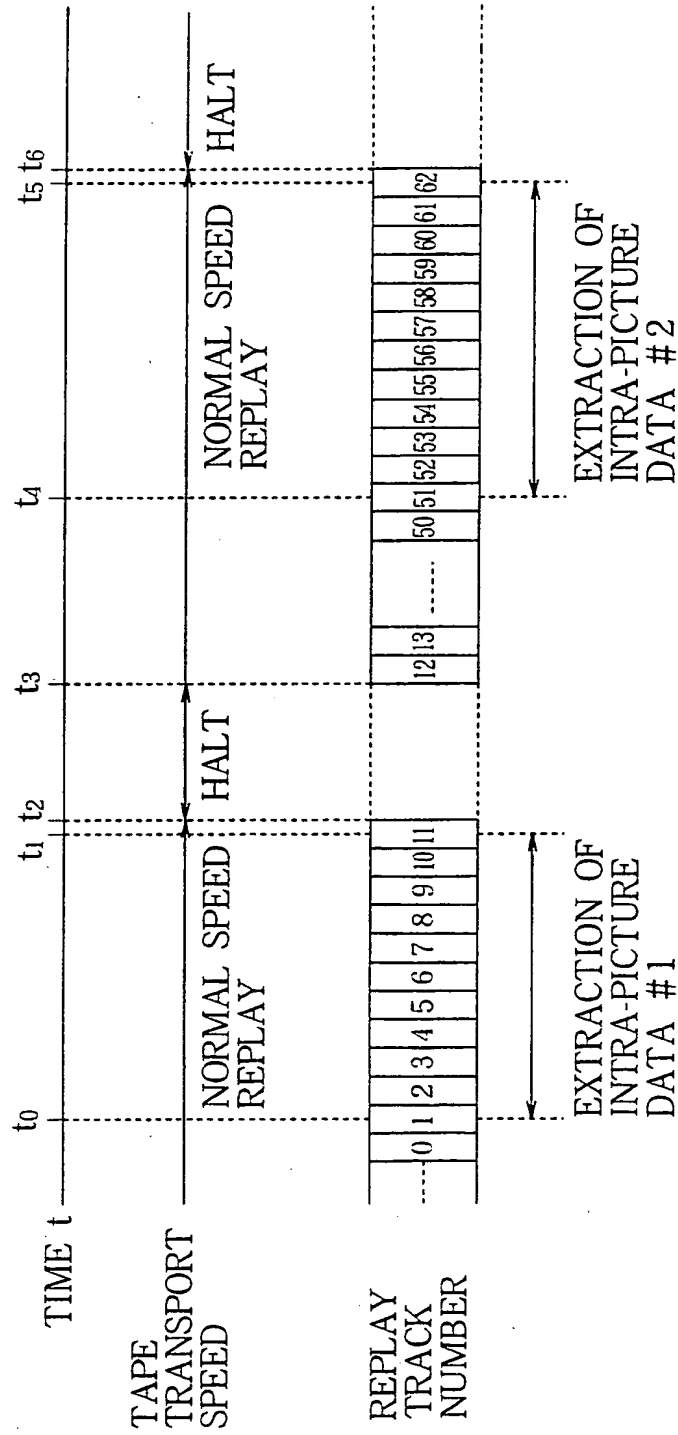 TIME t
t0
t1
t2
t3
t4
t5
t6
TAPE
TRANSPORT
SPEED
NORMAL SPEED
REPLAY
HALT
NORMAL SPEED
REPLAY
HALT
REPLAY
TRACK
NUMBER
0 1 2 3 4 5 6 7 8 9 10 11
12 13
50 51 52 53 54 55 56 57 58 59 60 61 62
EXTRACTION OF
INTRA-PICTURE
DATA #1
EXTRACTION OF
INTRA-PICTURE
DATA #2